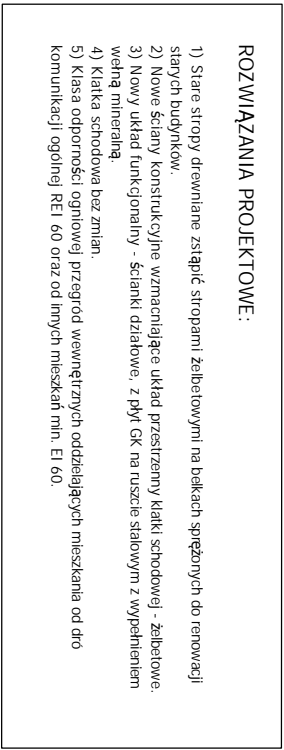 ROZWIĄZANIA PROJEKTOWE:
1) Stare stropy drewniane zstąpić stropami żelbetowymi na belkach sprężonych do renowacji
starych budynków.
2) Nowe ściany konstrukcyjne wzmacniające układ przestrzenny klatki schodowej - żelbetowe.
3) Nowy układ funkcjonalny - ścianki działowe, z płyt GK na ruszcie stalowym z wypełnieniem
wełną mineralną.
4) Klatka schodowa bez zmian.
5) Klasa odporności ogniowej przegród wewnętrznych oddzielających mieszkania od dró
komunikacji ogólnej REI 60 oraz od innych mieszkań min. EI 60.